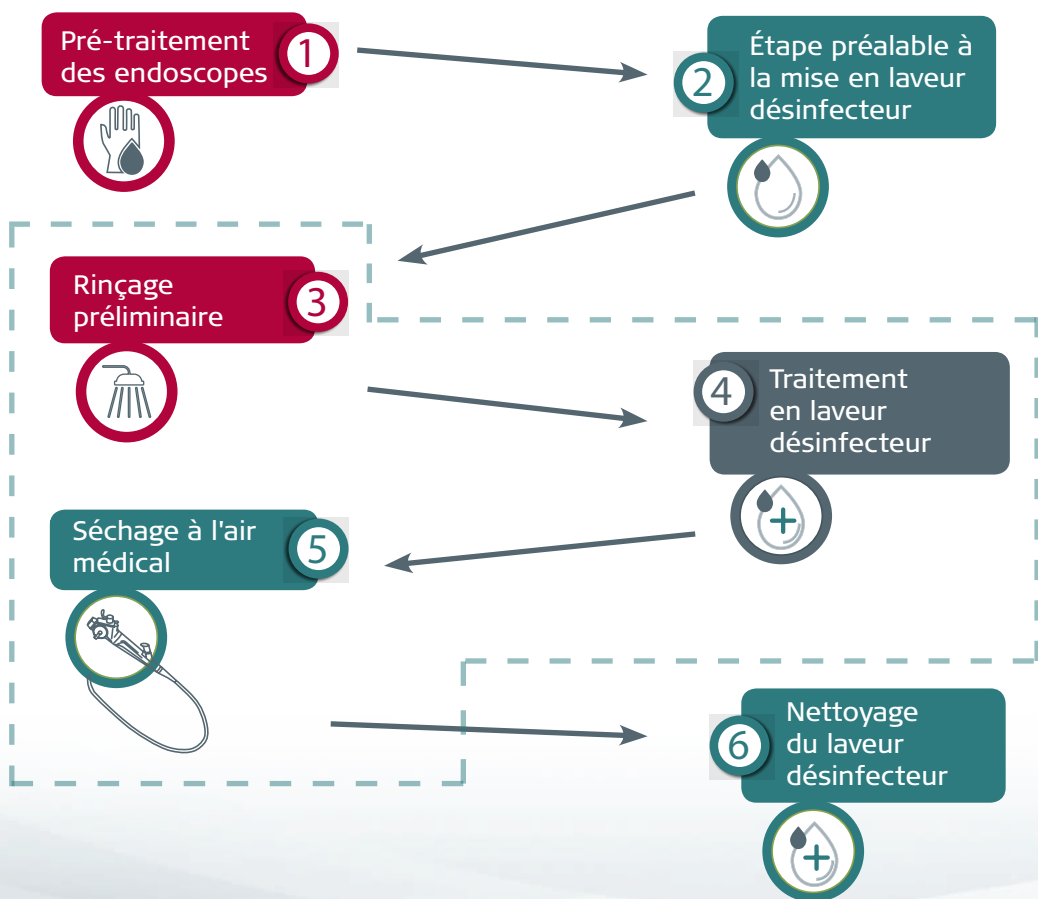 Pré-traitement
des endoscopes
1
2
Étape préalable à
la mise en laveur
désinfecteur
Rinçage
préliminaire
3
4
Traitement
en laveur
désinfecteur
Séchage à l'air
médical
5
6
Nettoyage
du laveur
désinfecteur